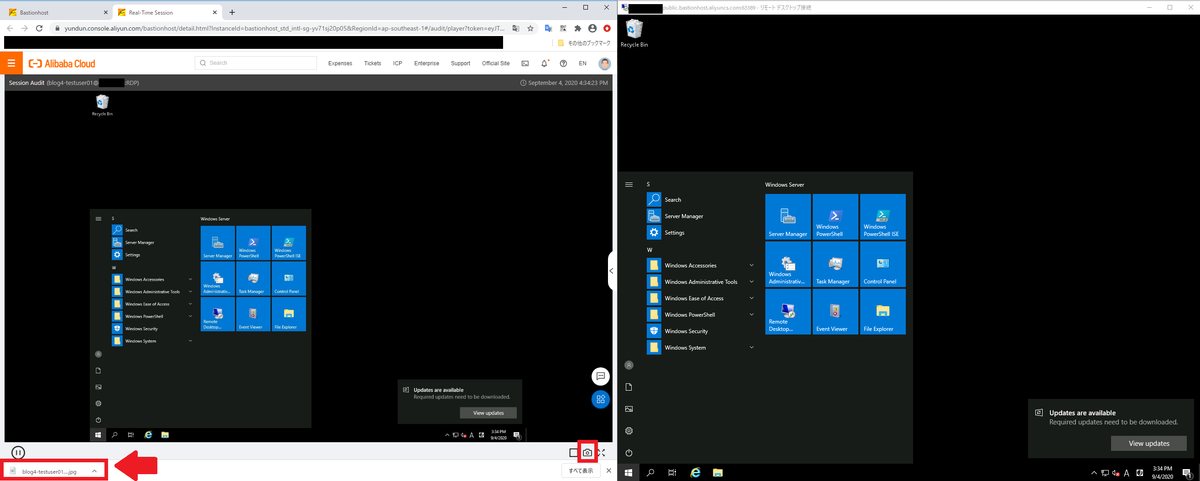 Bastionhost
Real-Time Session
yundun.console.aliyun.com/bastionhost/detail.html?instanceId=bastionhost_std_intl-sg-yv71sj20p05&RegionId=ap-southeast-1#/audit/player?token=eyJT...
その他のブックマーク
Alibaba Cloud
Search
Expenses
Tickets
ICP
Enterprise
Support
Official Site
EN
Session Audit (blog4-testuser01@
(RDP)
September 4, 2020 4:34:23 PM
Recycle Bin
S
Search
Server Manager
Settings
W
Windows Accessories
Windows Administrative Tools
Windows Ease of Access
Windows PowerShell
Windows Security
Windows System
Windows Server
Server Manager
Windows PowerShell
Windows PowerShell ISE
Windows Administrativ...
Task Manager
Control Panel
Remote Desktop...
Event Viewer
File Explorer
Updates are available
Required updates need to be downloaded.
View updates
A
3:34 PM
9/4/2020
blog4-testuser01....jpg
すべて表示
public.bastionhost.aliyuncs.com:63389 - リモート デスクトップ接続
Recycle Bin
S
Search
Server Manager
Settings
W
Windows Accessories
Windows Administrative Tools
Windows Ease of Access
Windows PowerShell
Windows Security
Windows System
Windows Server
Server Manager
Windows PowerShell
Windows PowerShell ISE
Windows Administrativ...
Task Manager
Control Panel
Remote Desktop...
Event Viewer
File Explorer
Updates are available
Required updates need to be downloaded.
View updates
A
3:34 PM
9/4/2020